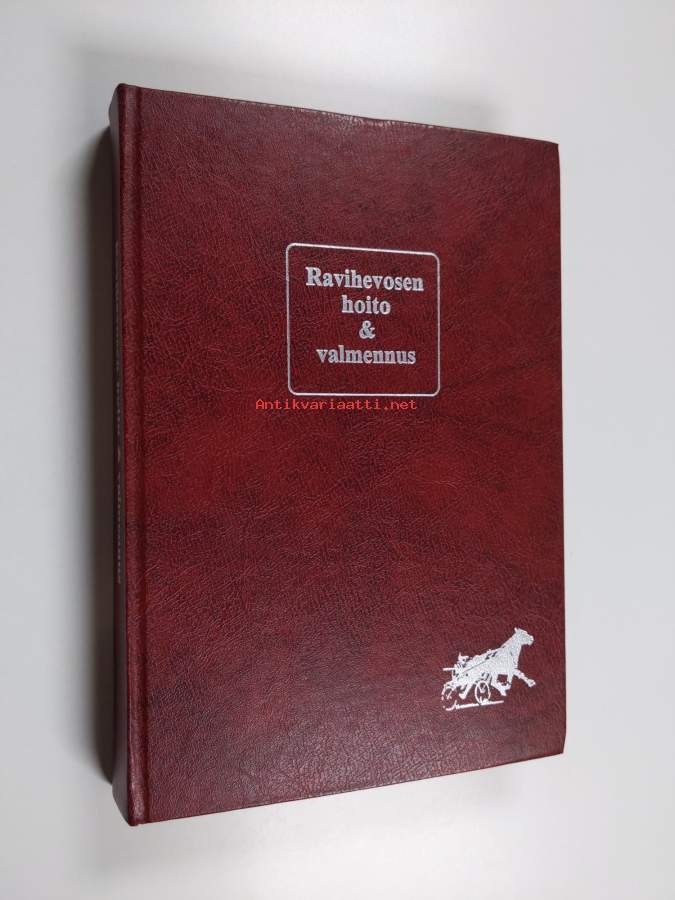 Ravihevosen
hoito
&
valmennus
Antikvariaatti.net